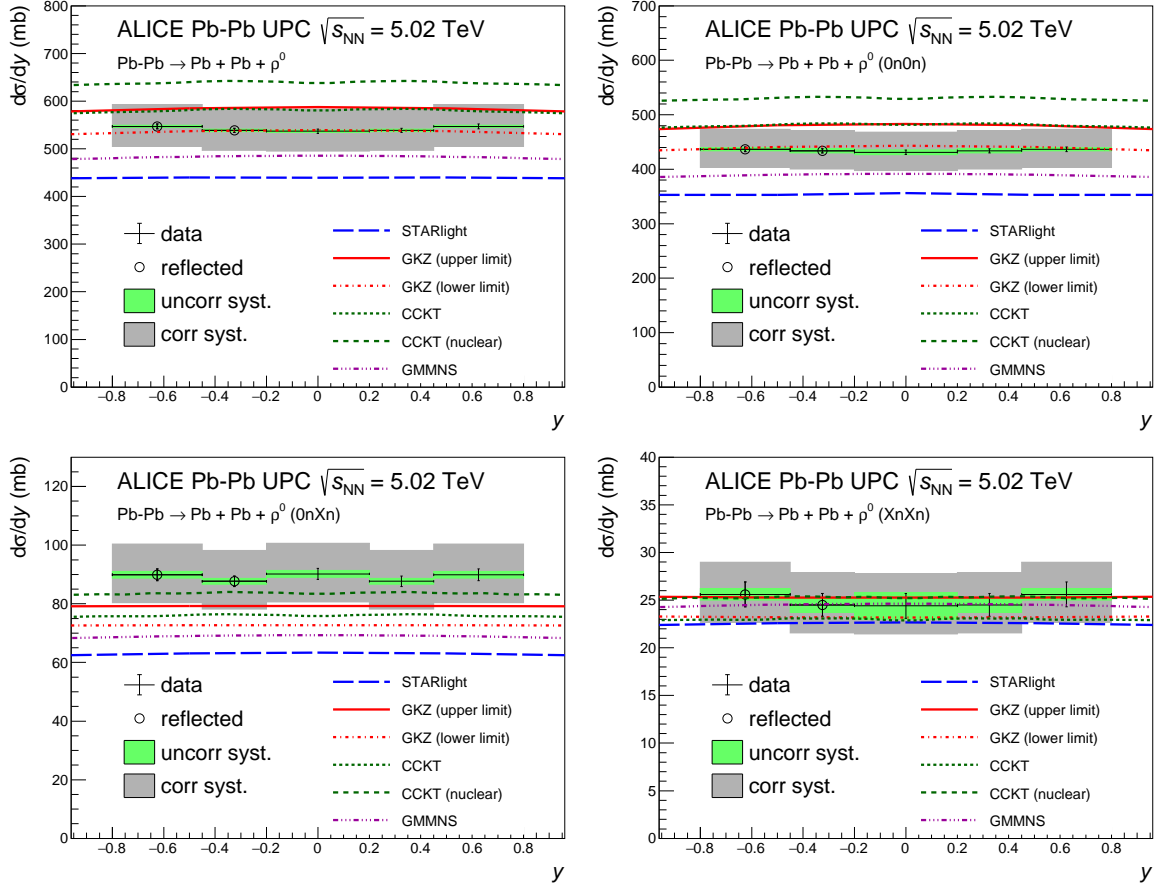 ALICE Pb-Pb UPC √sNN = 5.02 TeV
Pb-Pb → Pb + Pb + ρ⁰
dσ/dy (mb)
800
700
600
500
400
300
200
100
0
data
reflected
uncorr syst.
corr syst.
STARlight
GKZ (upper limit)
GKZ (lower limit)
CCKT
CCKT (nuclear)
GMMNS
−0.8 −0.6 −0.4 −0.2 0 0.2 0.4 0.6 0.8
y
ALICE Pb-Pb UPC √sNN = 5.02 TeV
Pb-Pb → Pb + Pb + ρ⁰ (0n0n)
dσ/dy (mb)
700
600
500
400
300
200
100
0
data
reflected
uncorr syst.
corr syst.
STARlight
GKZ (upper limit)
GKZ (lower limit)
CCKT
CCKT (nuclear)
GMMNS
−0.8 −0.6 −0.4 −0.2 0 0.2 0.4 0.6 0.8
y
ALICE Pb-Pb UPC √sNN = 5.02 TeV
Pb-Pb → Pb + Pb + ρ⁰ (0nXn)
dσ/dy (mb)
120
100
80
60
40
20
0
data
reflected
uncorr syst.
corr syst.
STARlight
GKZ (upper limit)
GKZ (lower limit)
CCKT
CCKT (nuclear)
GMMNS
−0.8 −0.6 −0.4 −0.2 0 0.2 0.4 0.6 0.8
y
ALICE Pb-Pb UPC √sNN = 5.02 TeV
Pb-Pb → Pb + Pb + ρ⁰ (XnXn)
dσ/dy (mb)
40
35
30
25
20
15
10
5
0
data
reflected
uncorr syst.
corr syst.
STARlight
GKZ (upper limit)
GKZ (lower limit)
CCKT
CCKT (nuclear)
GMMNS
−0.8 −0.6 −0.4 −0.2 0 0.2 0.4 0.6 0.8
y